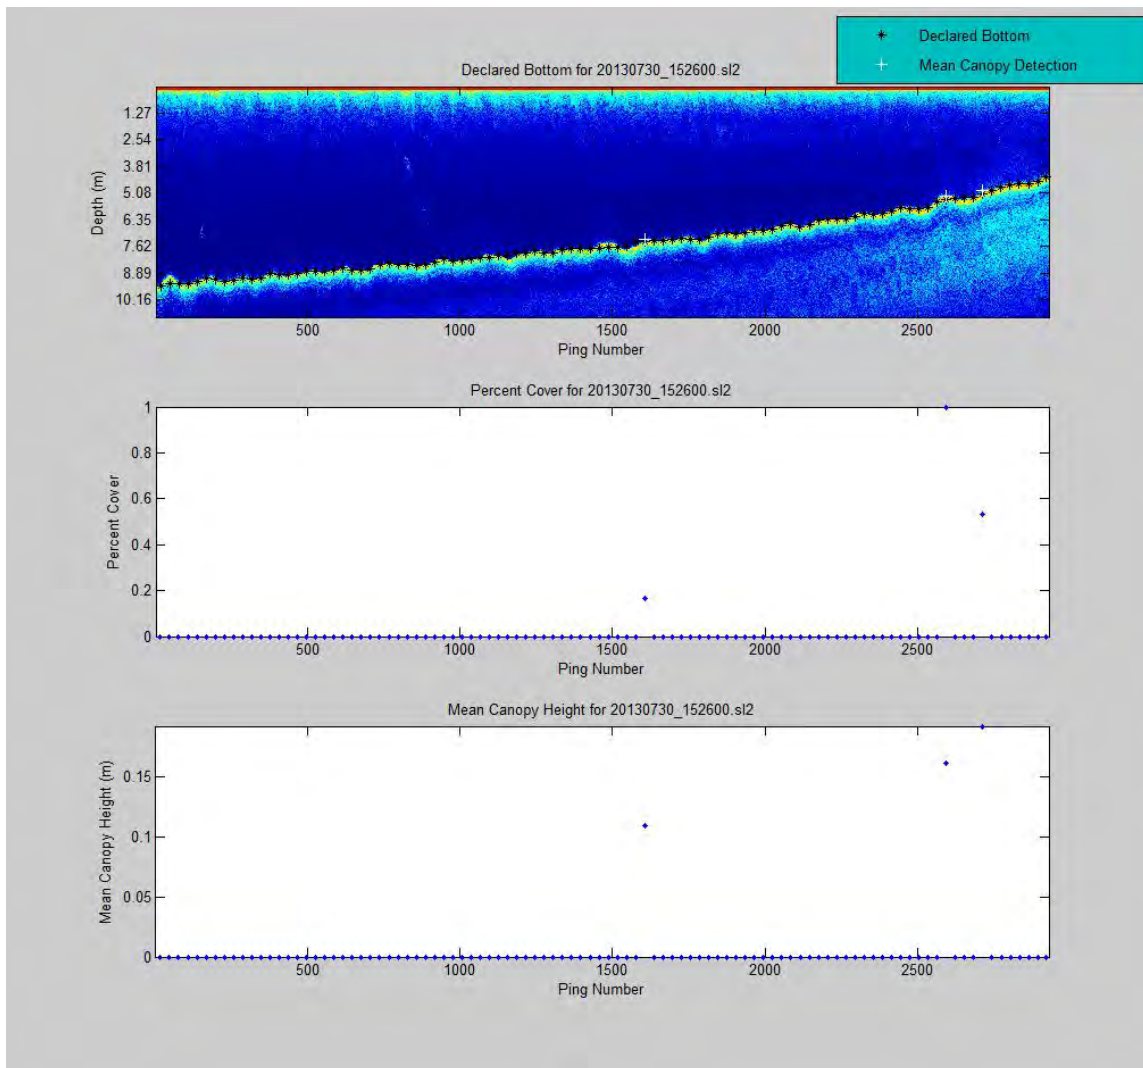 Declared Bottom
Mean Canopy Detection
Declared Bottom for 20130730_152600.sl2
1.27
2.54
3.81
5.08
6.35
7.62
8.89
10.16
Depth (m)
500 1000 1500 2000 2500
Ping Number
Percent Cover for 20130730_152600.sl2
1
0.8
0.6
0.4
0.2
0
Percent Cover
500 1000 1500 2000 2500
Ping Number
Mean Canopy Height for 20130730_152600.sl2
0.15
0.1
0.05
0
Mean Canopy Height (m)
500 1000 1500 2000 2500
Ping Number